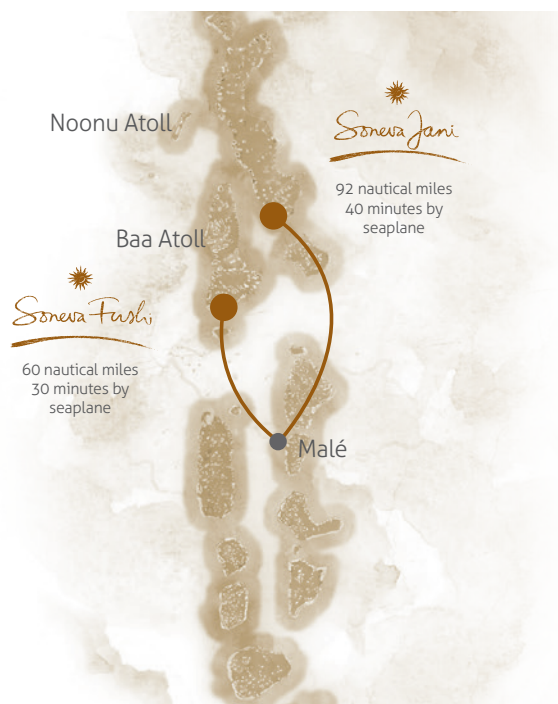 Noonu Atoll
Soneva Jani
92 nautical miles
40 minutes by
seaplane
Baa Atoll
Soneva Fushi
60 nautical miles
30 minutes by
seaplane
Malé